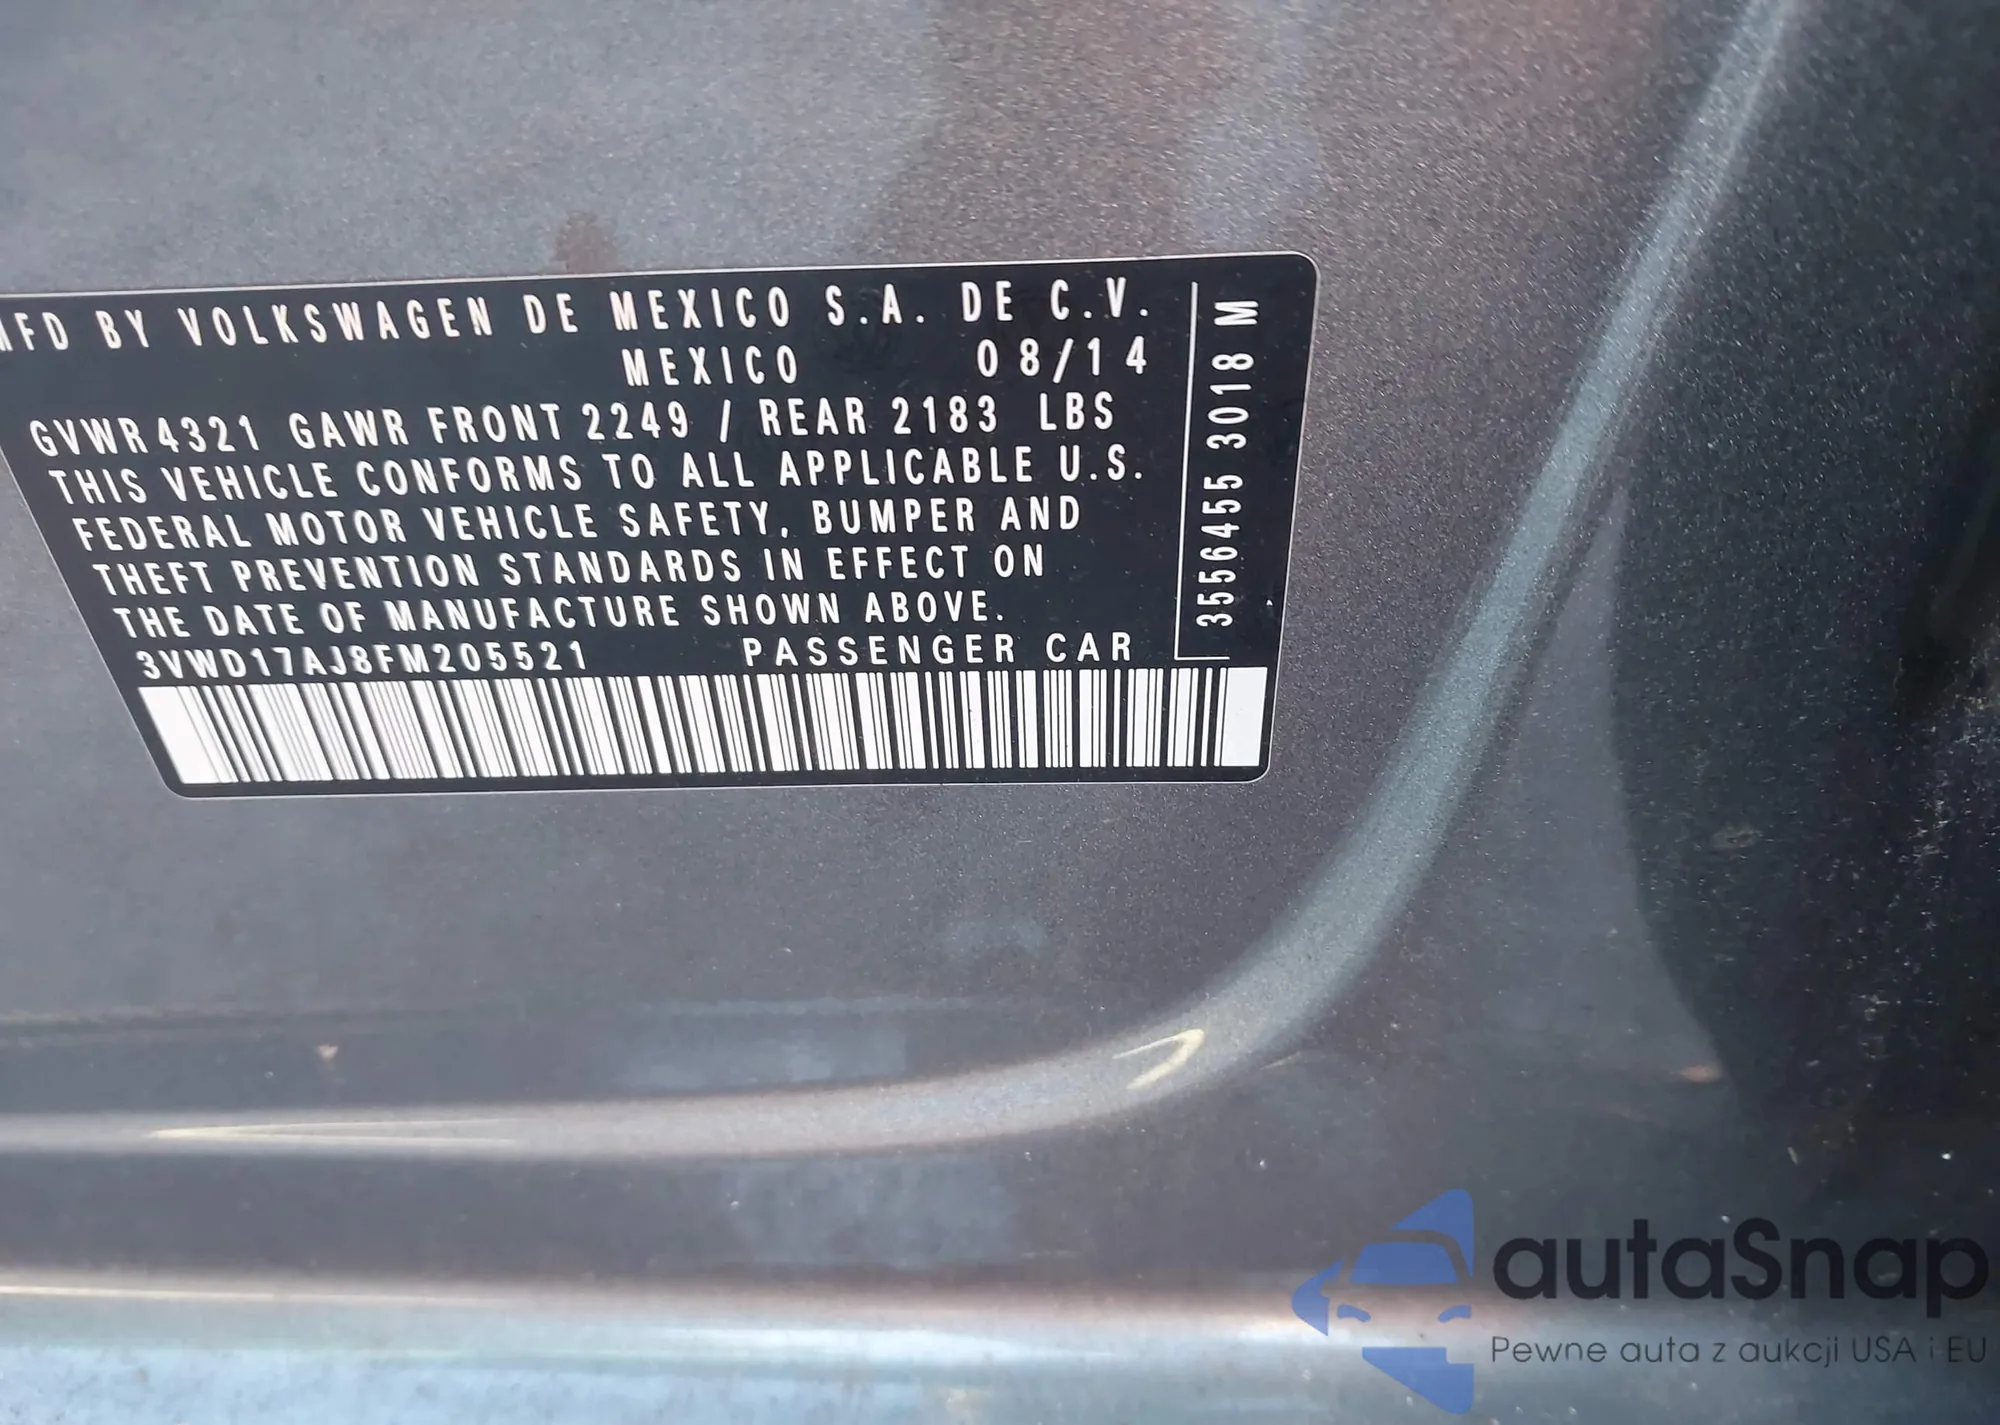 MFD BY VOLKSWAGEN DE MEXICO S.A. DE C.V.
MEXICO 08/14
GVWR 4321 GAWR FRONT 2249 / REAR 2183 LBS
THIS VEHICLE CONFORMS TO ALL APPLICABLE U.S.
FEDERAL MOTOR VEHICLE SAFETY, BUMPER AND
THEFT PREVENTION STANDARDS IN EFFECT ON
THE DATE OF MANUFACTURE SHOWN ABOVE.
3VWD17AJ8FM205521 PASSENGER CAR
3556455 3018 M
autaSnap
Pewne auta z aukcji USA i EU